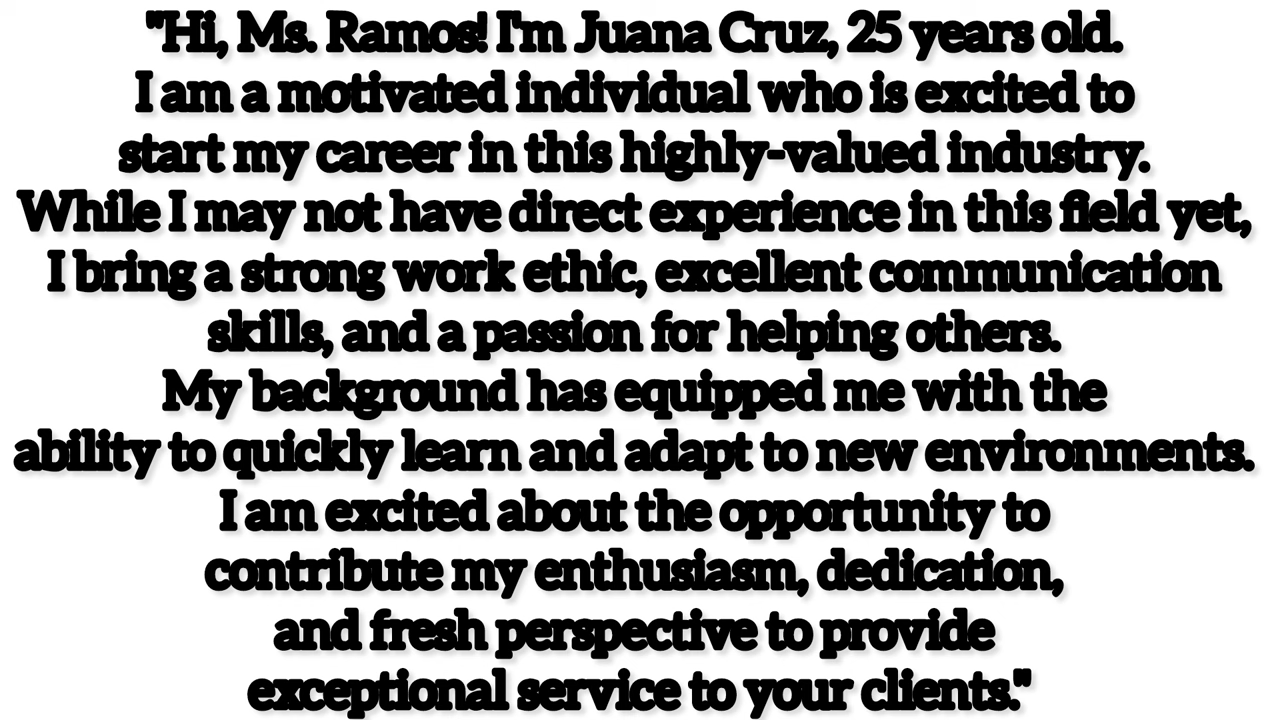 "Hi, Ms. Ramos! I'm Juana Cruz, 25 years old.
I am a motivated individual who is excited to
start my career in this highly-valued industry.
While I may not have direct experience in this field yet,
I bring a strong work ethic, excellent communication
skills, and a passion for helping others.
My background has equipped me with the
ability to quickly learn and adapt to new environments.
I am excited about the opportunity to
contribute my enthusiasm, dedication,
and fresh perspective to provide
exceptional service to your clients."